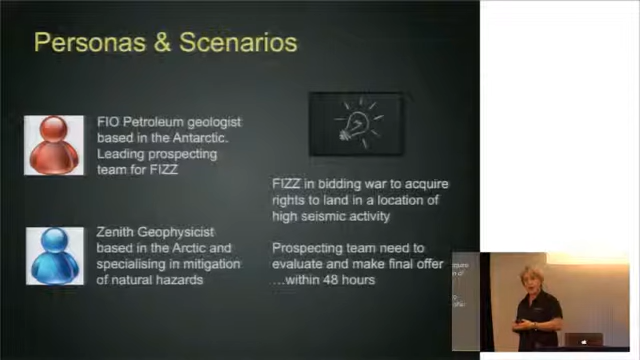 Personas & Scenarios
FIO Petroleum geologist
based in the Antarctic.
Leading prospecting
team for FIZZ
Zenith Geophysicist
based in the Arctic and
specialising in mitigation
of natural hazards
FIZZ in bidding war to acquire
rights to land in a location of
high seismic activity
Prospecting team need to
evaluate and make final offer
…within 48 hours